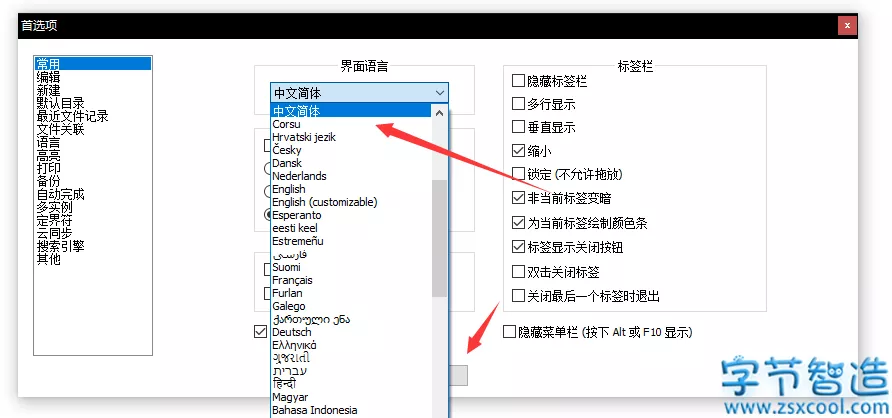 首选项
x
常用
编辑
新建
默认目录
最近文件记录
文件关联
语言
高亮
打印
备份
自动完成
多实例
定界符
云同步
搜索引擎
其他
界面语言
中文简体
中文简体
Corsu
Hrvatski jezik
Česky
Dansk
Nederlands
English
English (customizable)
Esperanto
eesti keel
Estremeñu
فارسی
Suomi
Français
Furlan
Galego
ქართული ენა
Deutsch
Ελληνικά
ગુજરાતી
עברית
हिन्दी
Magyar
Bahasa Indonesia
标签栏
隐藏标签栏
多行显示
垂直显示
缩小
锁定 (不允许拖放)
非当前标签变暗
为当前标签绘制颜色条
标签显示关闭按钮
双击关闭标签
关闭最后一个标签时退出
隐藏菜单栏 (按下 Alt 或 F10 显示)
字节智造
www.zsxcool.com